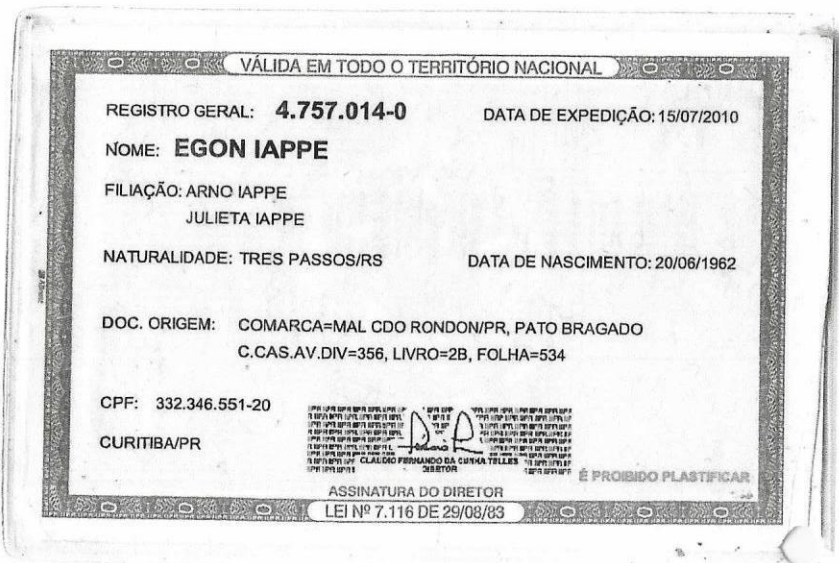 VÁLIDA EM TODO O TERRITÓRIO NACIONAL
REGISTRO GERAL: 4.757.014-0 DATA DE EXPEDIÇÃO: 15/07/2010
NOME: EGON IAPPE
FILIAÇÃO: ARNO IAPPE
JULIETA IAPPE
NATURALIDADE: TRES PASSOS/RS DATA DE NASCIMENTO: 20/06/1962
DOC. ORIGEM: COMARCA=MAL CDO RONDON/PR, PATO BRAGADO
C.CAS.AV.DIV=356, LIVRO=2B, FOLHA=534
CPF: 332.346.551-20
CURITIBA/PR
CLAUDIO FERNANDO DA CUNHA TELLES
DIRETOR
É PROIBIDO PLASTIFICAR
ASSINATURA DO DIRETOR
LEI Nº 7.116 DE 29/08/83